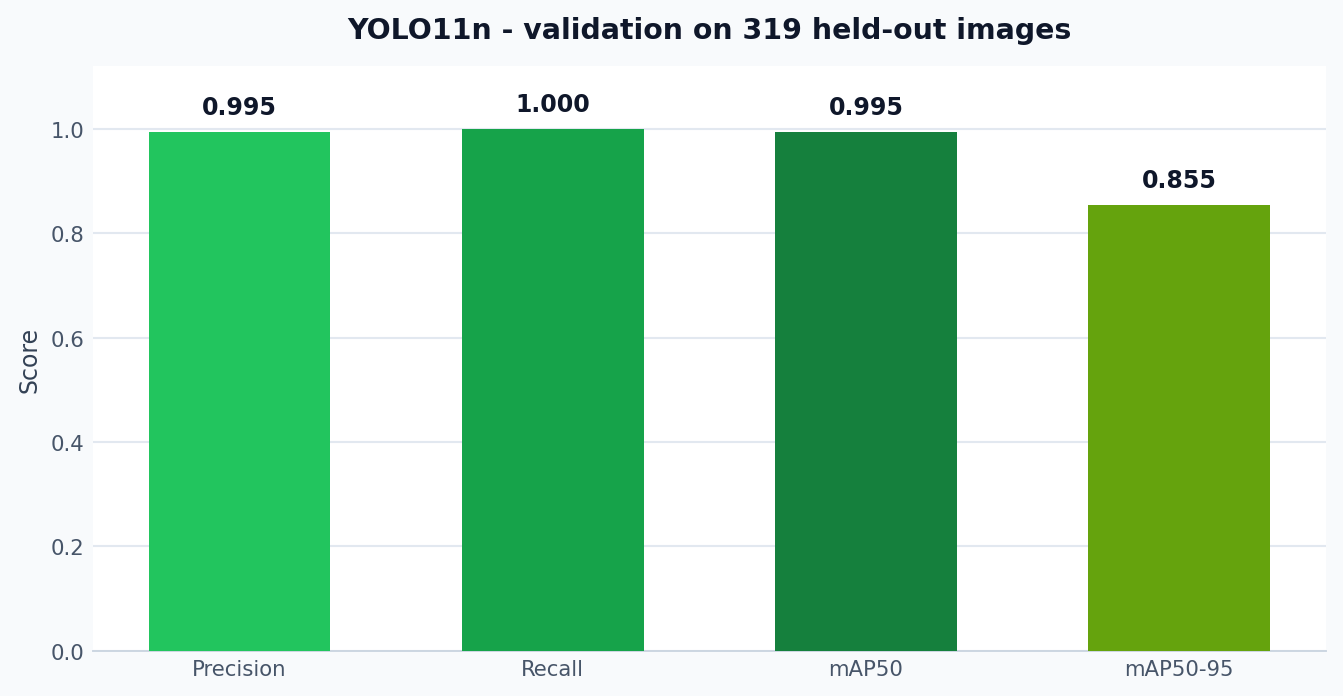 YOLO11n - validation on 319 held-out images
0.995
1.000
0.995
0.855
Score
1.0
0.8
0.6
0.4
0.2
0.0
Precision
Recall
mAP50
mAP50-95